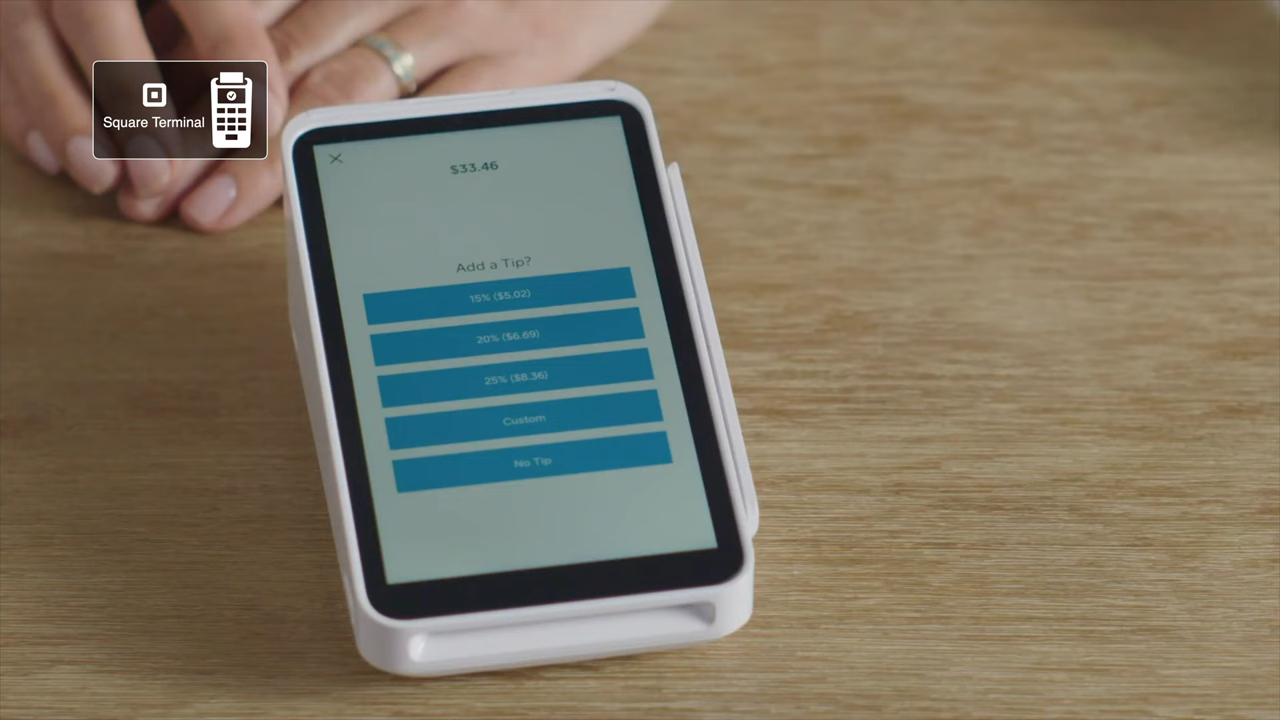 Square Terminal
$33.46
Add a Tip?
15% ($5.02)
20% ($6.69)
25% ($8.36)
Custom
No Tip